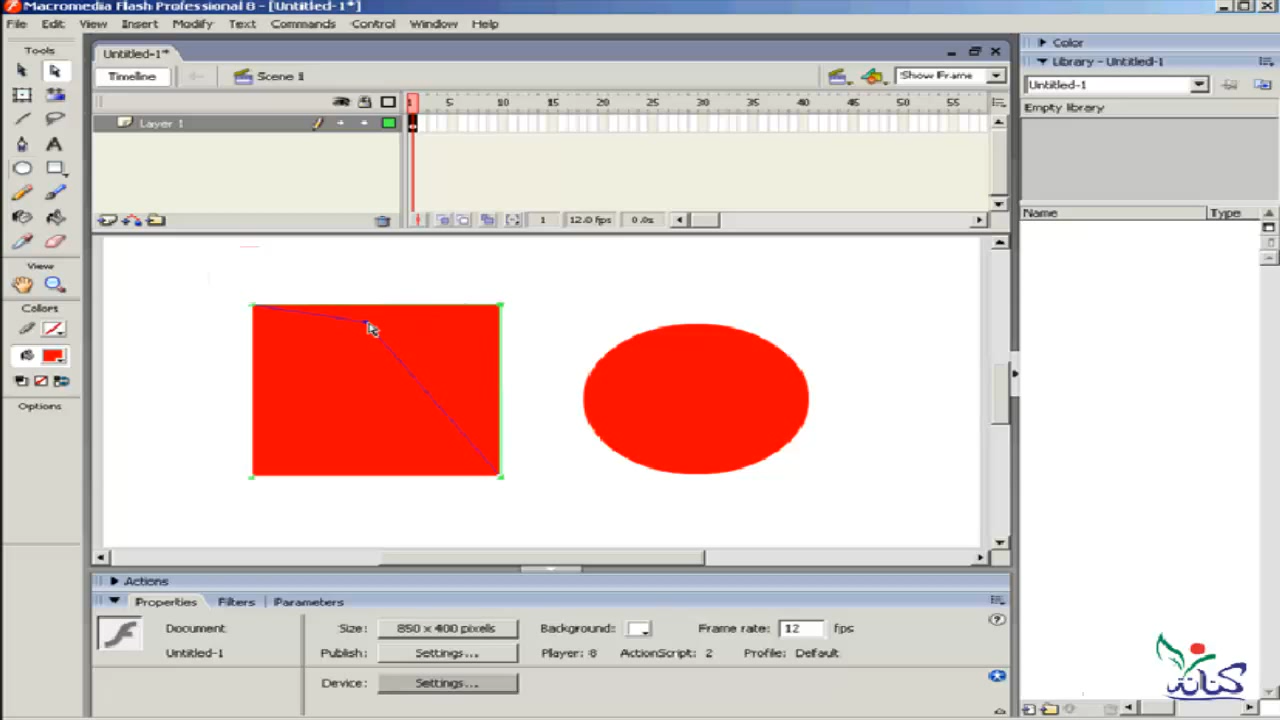 Macromedia Flash Professional 8 - [Untitled-1*]
File Edit View Insert Modify Text Commands Control Window Help
Tools
Untitled-1*
Timeline Scene 1 Show Frame
1 5 10 15 20 25 30 35 40 45 50 55
Layer 1
1 12.0 fps 0.0s
View
Colors
Options
Color
Library - Untitled-1
Untitled-1
Empty library
Name Type
Actions
Properties Filters Parameters
Document Size: 850 x 400 pixels Background: Frame rate: 12 fps
Untitled-1 Publish: Settings... Player: 8 ActionScript: 2 Profile: Default
Device: Settings...
كنانة